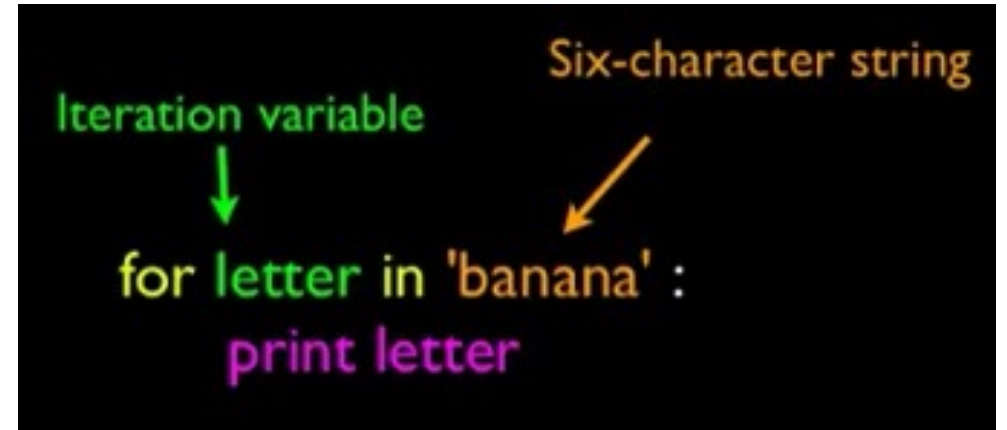 Six-character string
Iteration variable
for letter in 'banana' :
print letter